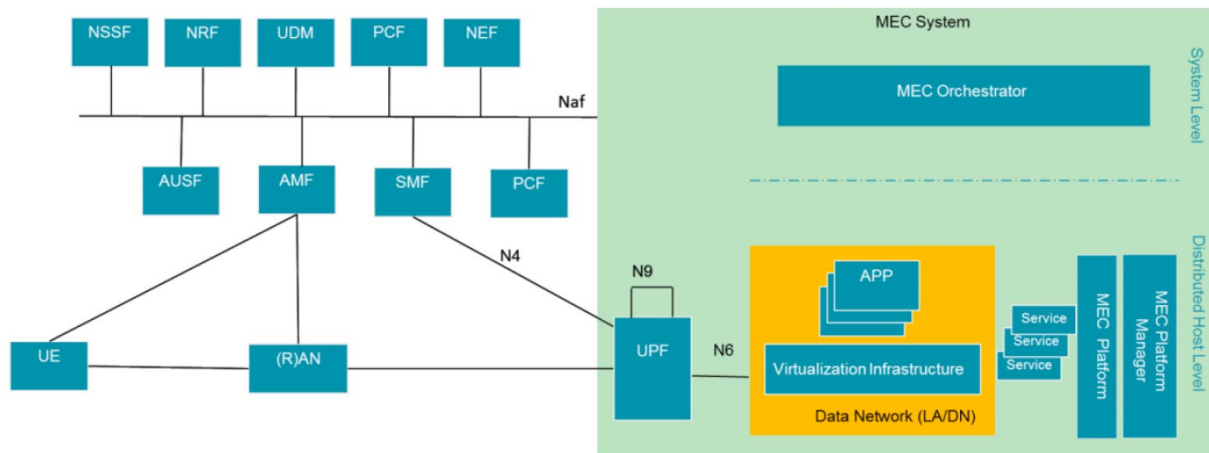 NSSF
NRF
UDM
PCF
NEF
MEC System
System Level
MEC Orchestrator
Naf
AUSF
AMF
SMF
PCF
N4
N9
APP
Distributed Host Level
UE
(R)AN
UPF
N6
Virtualization Infrastructure
Service
Service
Service
MEC Platform
MEC Platform
Manager
Data Network (LA/DN)